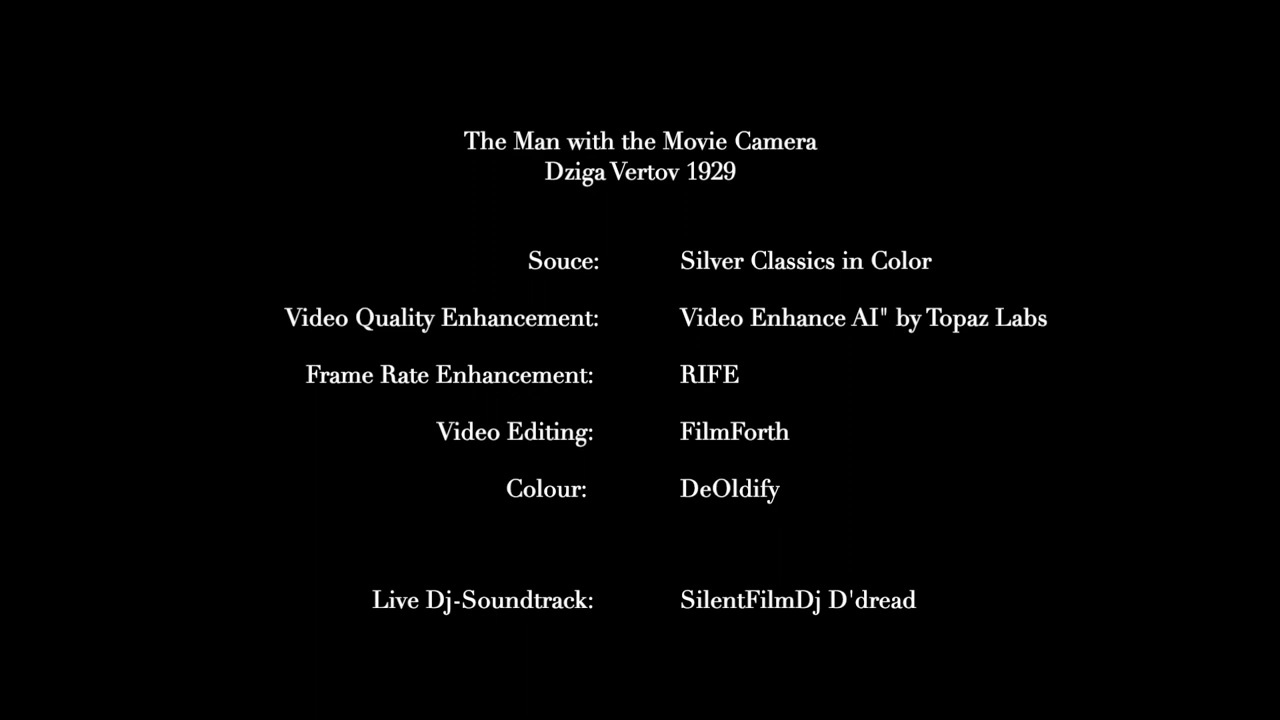 The Man with the Movie Camera
Dziga Vertov 1929
Souce: Silver Classics in Color
Video Quality Enhancement: Video Enhance AI" by Topaz Labs
Frame Rate Enhancement: RIFE
Video Editing: FilmForth
Colour: DeOldify
Live Dj-Soundtrack: SilentFilmDj D'dread